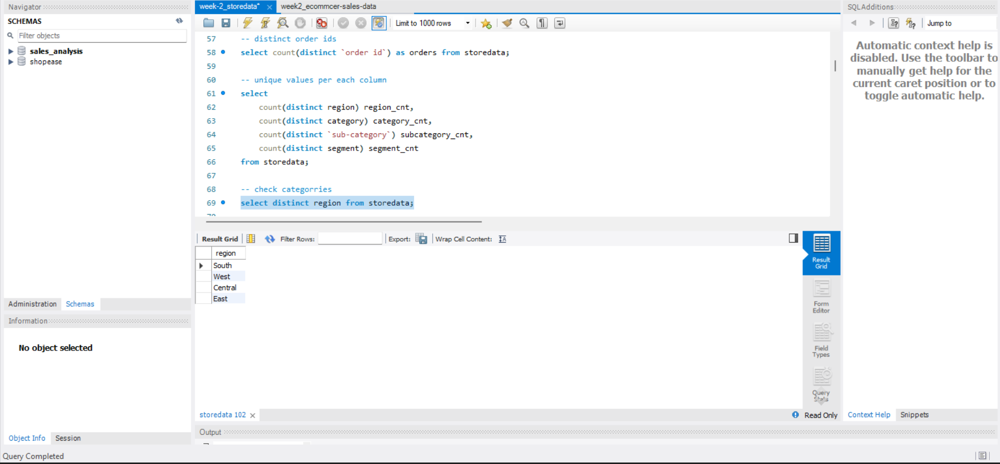 Navigator
SCHEMAS
Filter objects
sales_analysis
shopease
Administration Schemas
Information
No object selected
Object Info Session
Query Completed
week-2_storedata* week2_ecommcer-sales-data
Limit to 1000 rows
57 -- distinct order ids
58 select count(distinct `order id`) as orders from storedata;
59
60 -- unique values per each column
61 select
62 count(distinct region) region_cnt,
63 count(distinct category) category_cnt,
64 count(distinct `sub-category`) subcategory_cnt,
65 count(distinct segment) segment_cnt
66 from storedata;
67
68 -- check categorries
69 select distinct region from storedata;
70
Result Grid Filter Rows: Export: Wrap Cell Content:
region
South
West
Central
East
Result
Grid
Form
Editor
Field
Types
Query
Stats
storedata 102 Read Only
Output
SQLAdditions
Jump to
Automatic context help is
disabled. Use the toolbar to
manually get help for the
current caret position or to
toggle automatic help.
Context Help Snippets